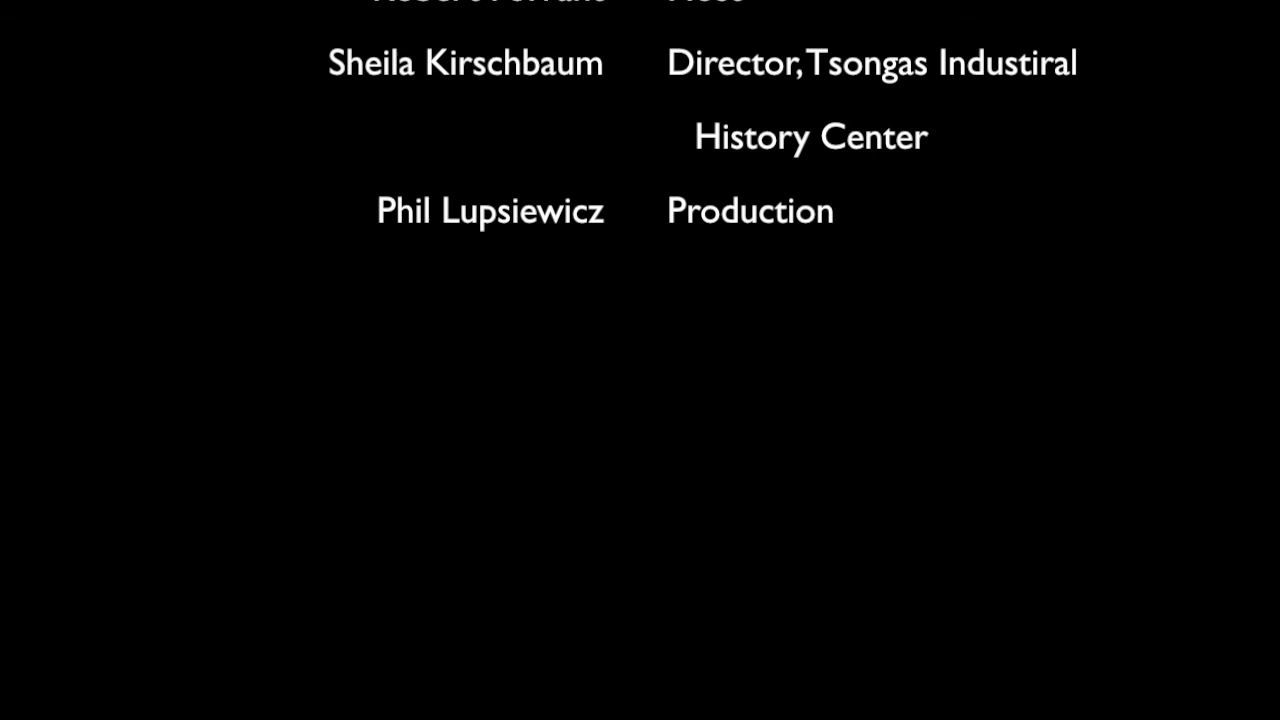 Sheila Kirschbaum Director, Tsongas Industiral
History Center
Phil Lupsiewicz Production